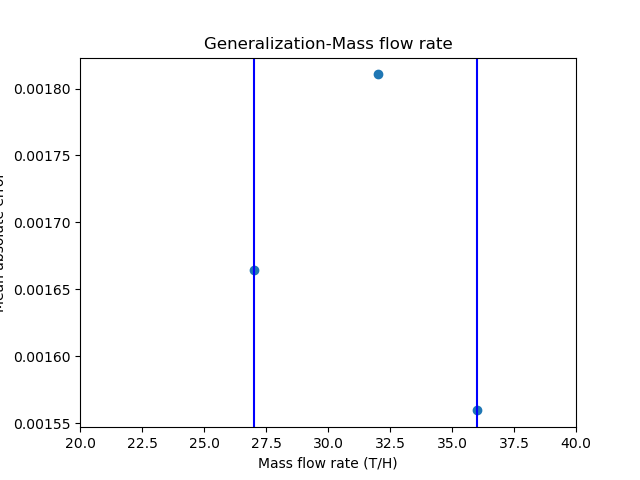 Generalization-Mass flow rate
0.00180
0.00175
0.00170
0.00165
0.00160
0.00155
Mean absolute error
20.0 22.5 25.0 27.5 30.0 32.5 35.0 37.5 40.0
Mass flow rate (T/H)